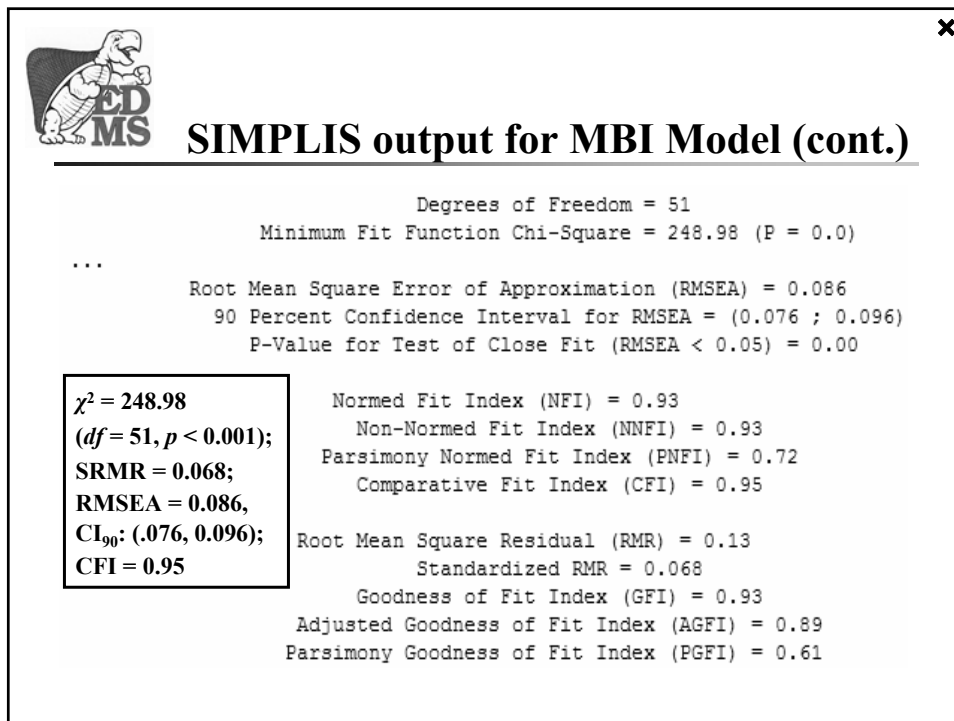 ×
ED
MS
SIMPLIS output for MBI Model (cont.)
Degrees of Freedom = 51
Minimum Fit Function Chi-Square = 248.98 (P = 0.0)
...
Root Mean Square Error of Approximation (RMSEA) = 0.086
90 Percent Confidence Interval for RMSEA = (0.076 ; 0.096)
P-Value for Test of Close Fit (RMSEA < 0.05) = 0.00
χ² = 248.98
(df = 51, p < 0.001);
SRMR = 0.068;
RMSEA = 0.086,
CI₉₀: (.076, 0.096);
CFI = 0.95
Normed Fit Index (NFI) = 0.93
Non-Normed Fit Index (NNFI) = 0.93
Parsimony Normed Fit Index (PNFI) = 0.72
Comparative Fit Index (CFI) = 0.95
Root Mean Square Residual (RMR) = 0.13
Standardized RMR = 0.068
Goodness of Fit Index (GFI) = 0.93
Adjusted Goodness of Fit Index (AGFI) = 0.89
Parsimony Goodness of Fit Index (PGFI) = 0.61